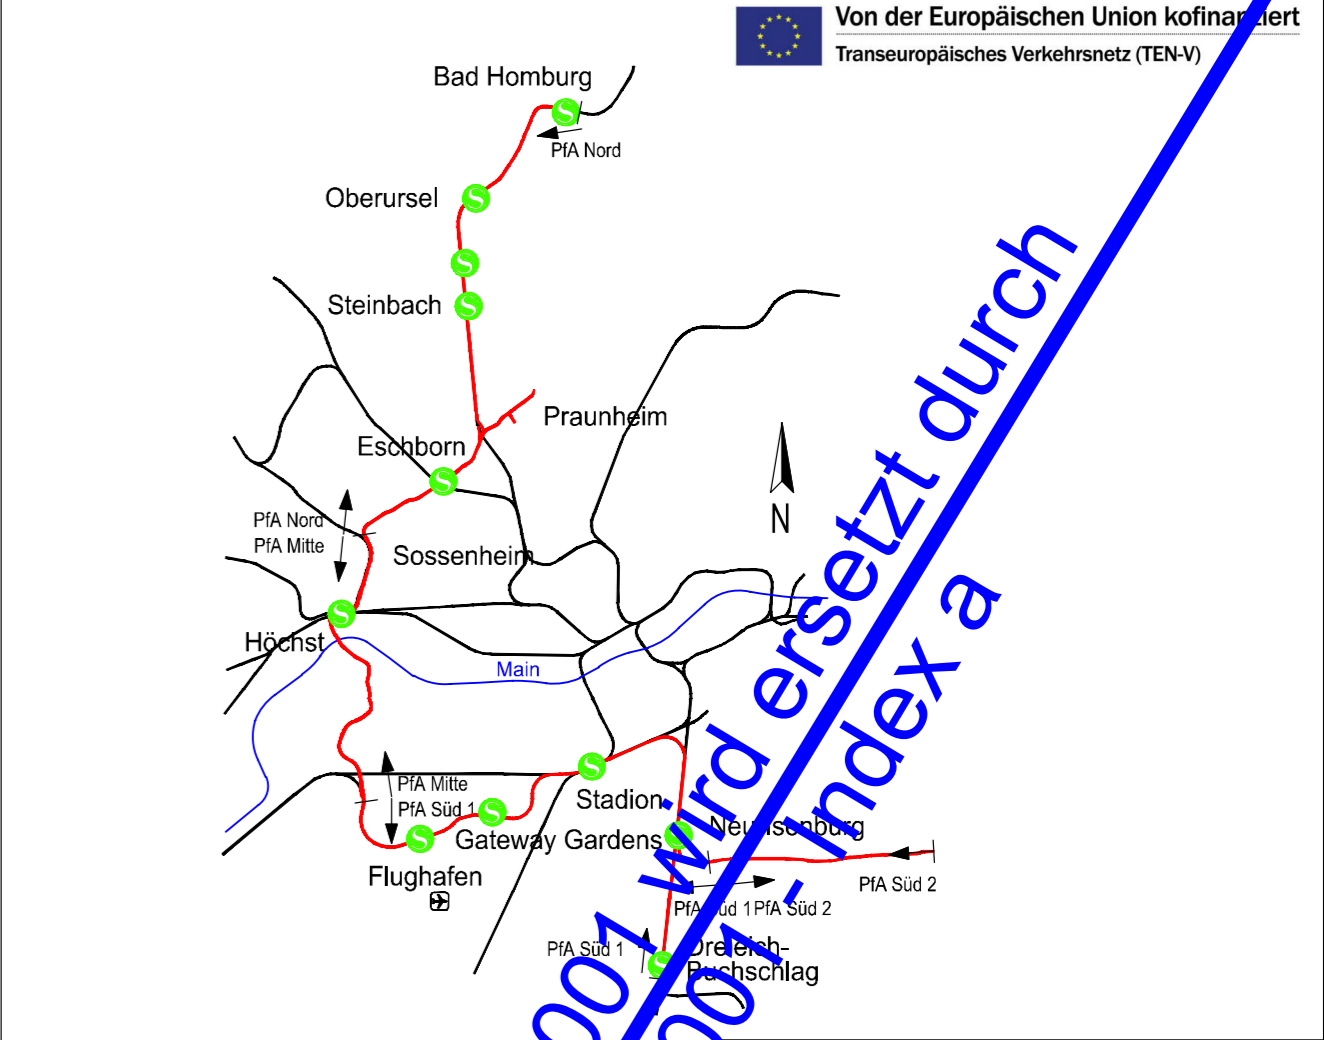 Von der Europäischen Union kofinanziert
Transeuropäisches Verkehrsnetz (TEN-V)
Bad Homburg
PfA Nord
Oberursel
Steinbach
Praunheim
Eschborn
N
PfA Nord
PfA Mitte
Sossenheim
Höchst
Main
PfA Mitte
PfA Süd 1
Stadion
Gateway Gardens
Neu-Isenburg
Flughafen
PfA Süd 2
PfA Süd 1 PfA Süd 2
PfA Süd 1
Dreieich-
Buchschlag
001 wird ersetzt durch
001 - Index a